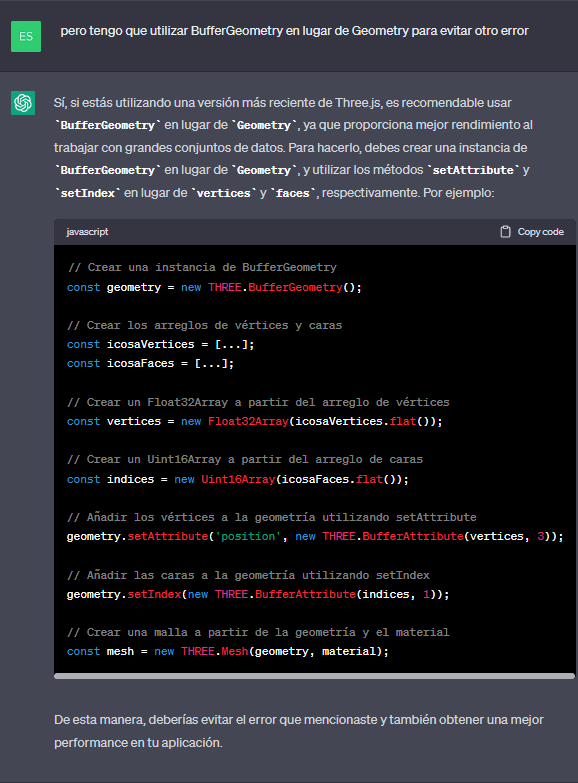 ES
pero tengo que utilizar BufferGeometry en lugar de Geometry para evitar otro error
Sí, si estás utilizando una versión más reciente de Three.js, es recomendable usar
`BufferGeometry` en lugar de `Geometry`, ya que proporciona mejor rendimiento al
trabajar con grandes conjuntos de datos. Para hacerlo, debes crear una instancia de
`BufferGeometry` en lugar de `Geometry`, y utilizar los métodos `setAttribute` y
`setIndex` en lugar de `vertices` y `faces`, respectivamente. Por ejemplo:
javascript Copy code
// Crear una instancia de BufferGeometry
const geometry = new THREE.BufferGeometry();
// Crear los arreglos de vértices y caras
const icosaVertices = [...];
const icosaFaces = [...];
// Crear un Float32Array a partir del arreglo de vértices
const vertices = new Float32Array(icosaVertices.flat());
// Crear un Uint16Array a partir del arreglo de caras
const indices = new Uint16Array(icosaFaces.flat());
// Añadir los vértices a la geometría utilizando setAttribute
geometry.setAttribute('position', new THREE.BufferAttribute(vertices, 3));
// Añadir las caras a la geometría utilizando setIndex
geometry.setIndex(new THREE.BufferAttribute(indices, 1));
// Crear una malla a partir de la geometría y el material
const mesh = new THREE.Mesh(geometry, material);
De esta manera, deberías evitar el error que mencionaste y también obtener una mejor
performance en tu aplicación.